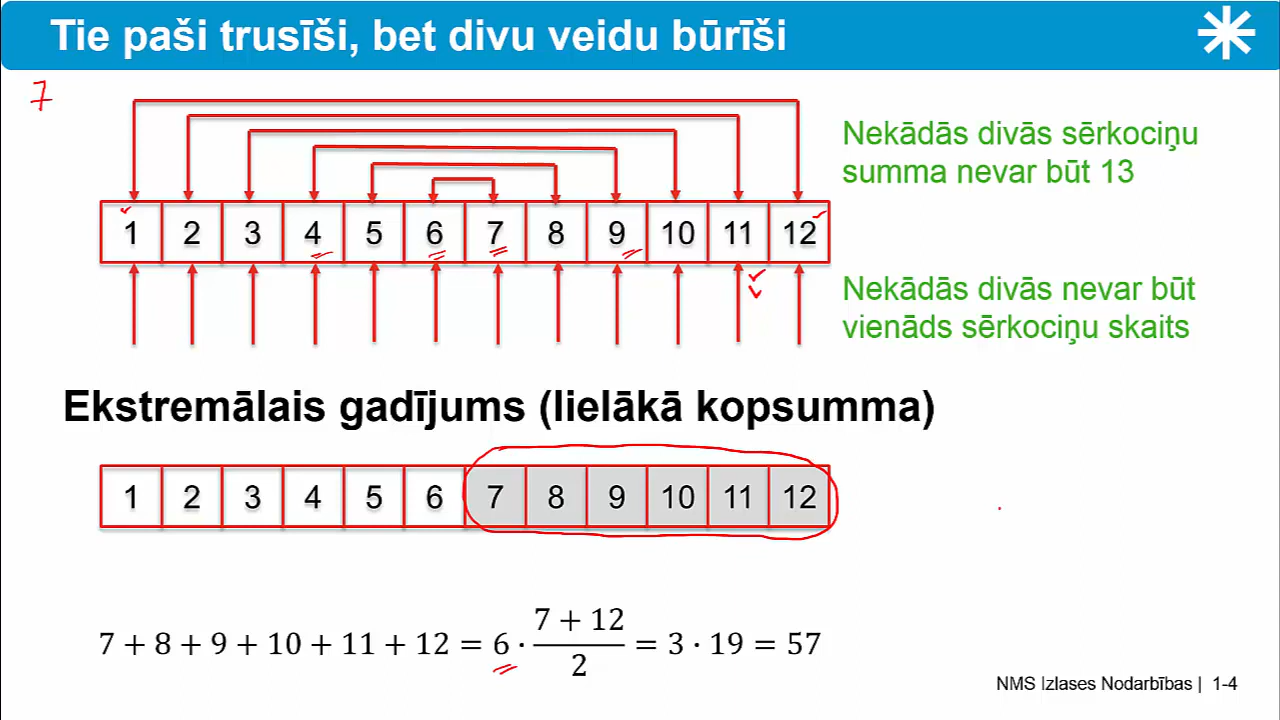 Tie paši trusīši, bet divu veidu būrīši
7
Nekādās divās sērkociņu
summa nevar būt 13
1 2 3 4 5 6 7 8 9 10 11 12
Nekādās divās nevar būt
vienāds sērkociņu skaits
Ekstremālais gadījums (lielākā kopsumma)
1 2 3 4 5 6 7 8 9 10 11 12
7 + 8 + 9 + 10 + 11 + 12 = 6 · (7 + 12)/2 = 3 · 19 = 57
NMS Izlases Nodarbības | 1-4